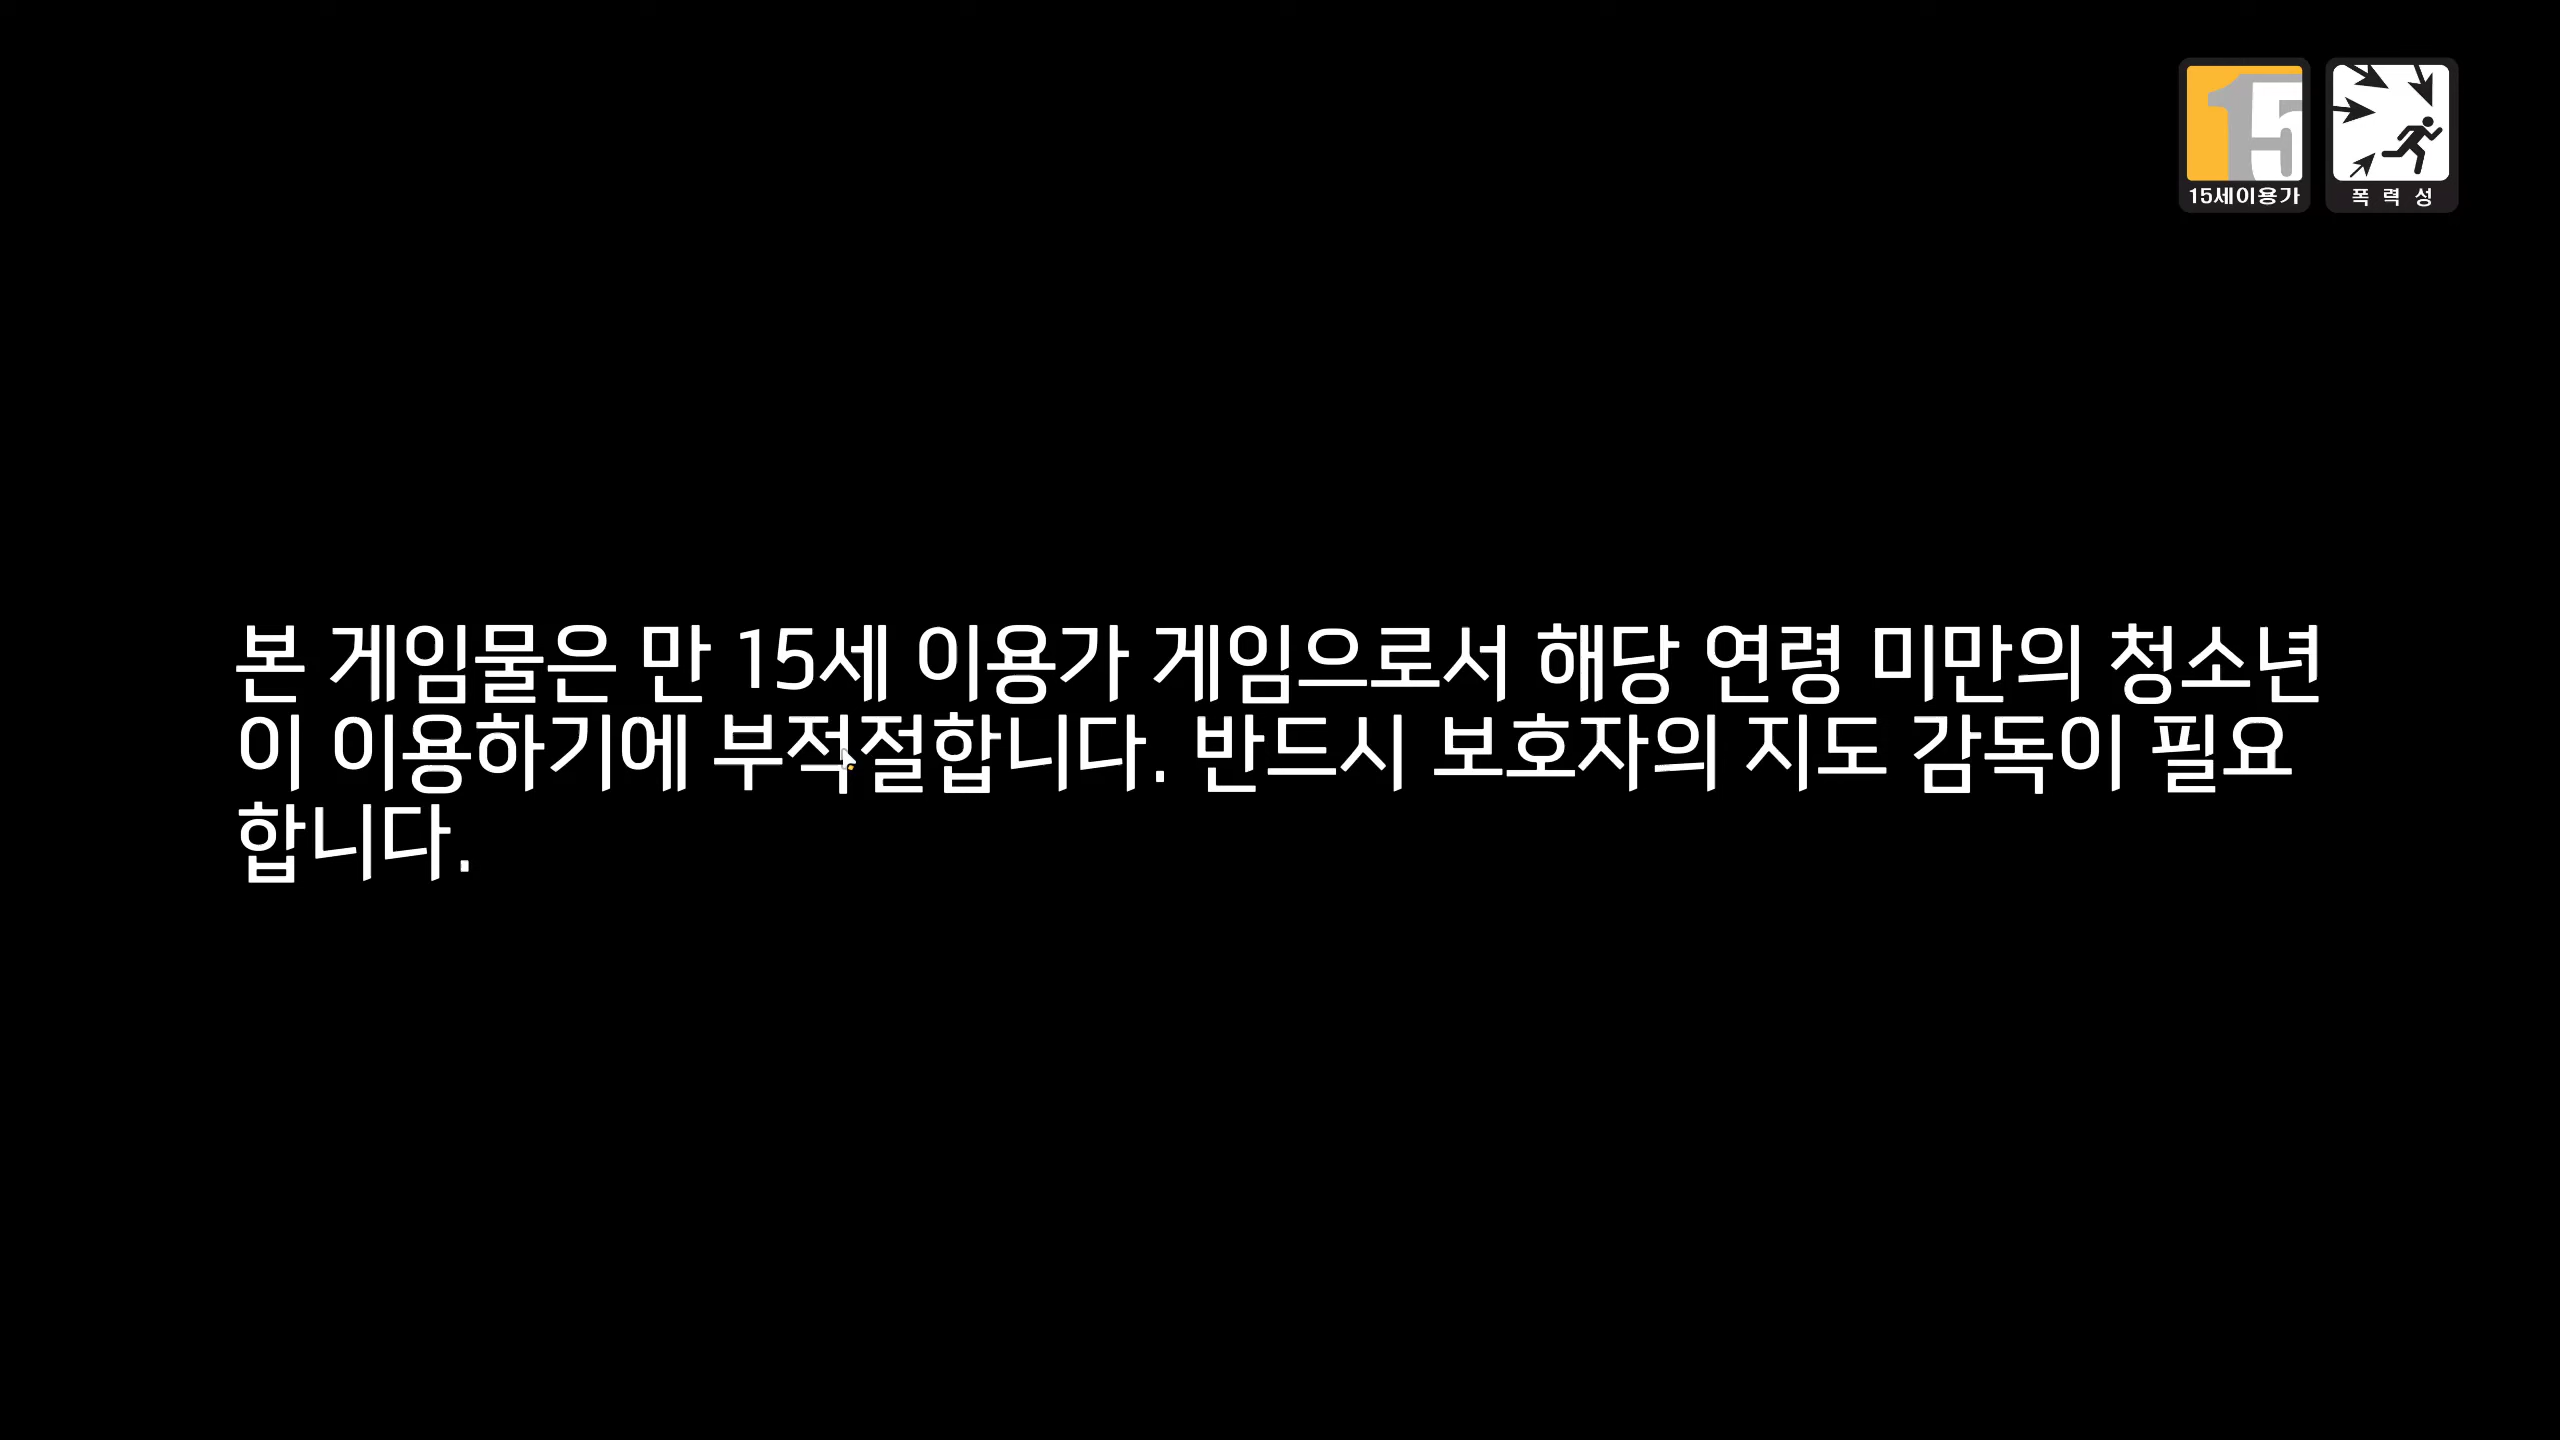 15
15세이용가
폭력성
본 게임물은 만 15세 이용가 게임으로서 해당 연령 미만의 청소년
이 이용하기에 부적절합니다. 반드시 보호자의 지도 감독이 필요
합니다.